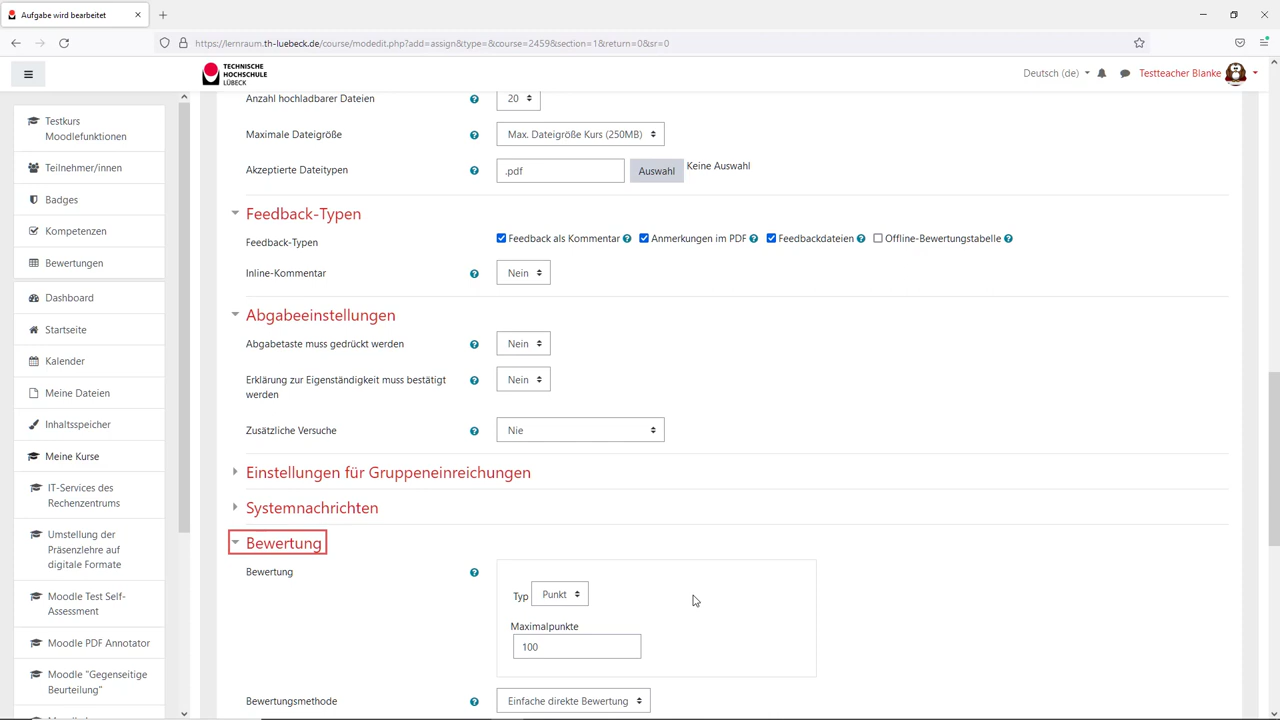 Aufgabe wird bearbeitet
https://lernraum.th-luebeck.de/course/modedit.php?add=assign&type=&course=2699&section=1&return=0&sr=0
TECHNISCHE
HOCHSCHULE
LÜBECK
Deutsch (de)
Testteacher Blanke
Testkurs
Moodlefunktionen
Teilnehmer/innen
Badges
Kompetenzen
Bewertungen
Dashboard
Startseite
Kalender
Meine Dateien
Inhaltsspeicher
Meine Kurse
IT-Services des
Rechenzentrums
Umstellung der
Präsenzlehre auf
digitale Formate
Moodle Test Self-
Assessment
Moodle PDF Annotator
Moodle "Gegenseitige
Beurteilung"
Anzahl hochladbarer Dateien 20
Maximale Dateigröße Max. Dateigröße Kurs (250MB)
Akzeptierte Dateitypen .pdf Auswahl Keine Auswahl
Feedback-Typen
Feedback-Typen Feedback als Kommentar Anmerkungen im PDF Feedbackdateien Offline-Bewertungstabelle
Inline-Kommentar Nein
Abgabeeinstellungen
Abgabetaste muss gedrückt werden Nein
Erklärung zur Eigenständigkeit muss bestätigt
werden
Nein
Zusätzliche Versuche Nie
Einstellungen für Gruppeneinreichungen
Systemnachrichten
Bewertung
Bewertung
Typ Punkt
Maximalpunkte
100
Bewertungsmethode Einfache direkte Bewertung